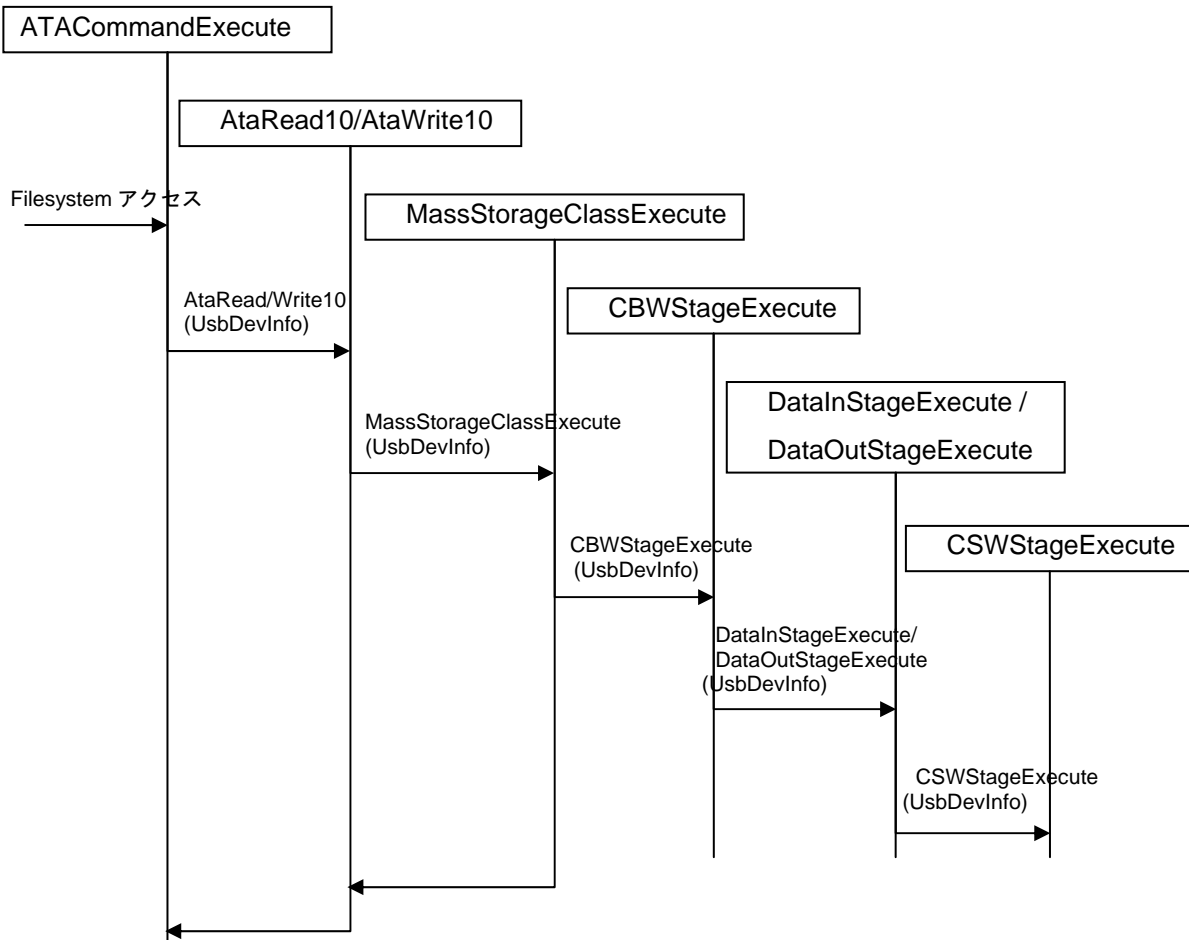 ATACommandExecute
AtaRead10/AtaWrite10
Filesystem アクセス
MassStorageClassExecute
AtaRead/Write10
(UsbDevInfo)
CBWStageExecute
DataInStageExecute /
DataOutStageExecute
MassStorageClassExecute
(UsbDevInfo)
CSWStageExecute
CBWStageExecute
(UsbDevInfo)
DataInStageExecute/
DataOutStageExecute
(UsbDevInfo)
CSWStageExecute
(UsbDevInfo)